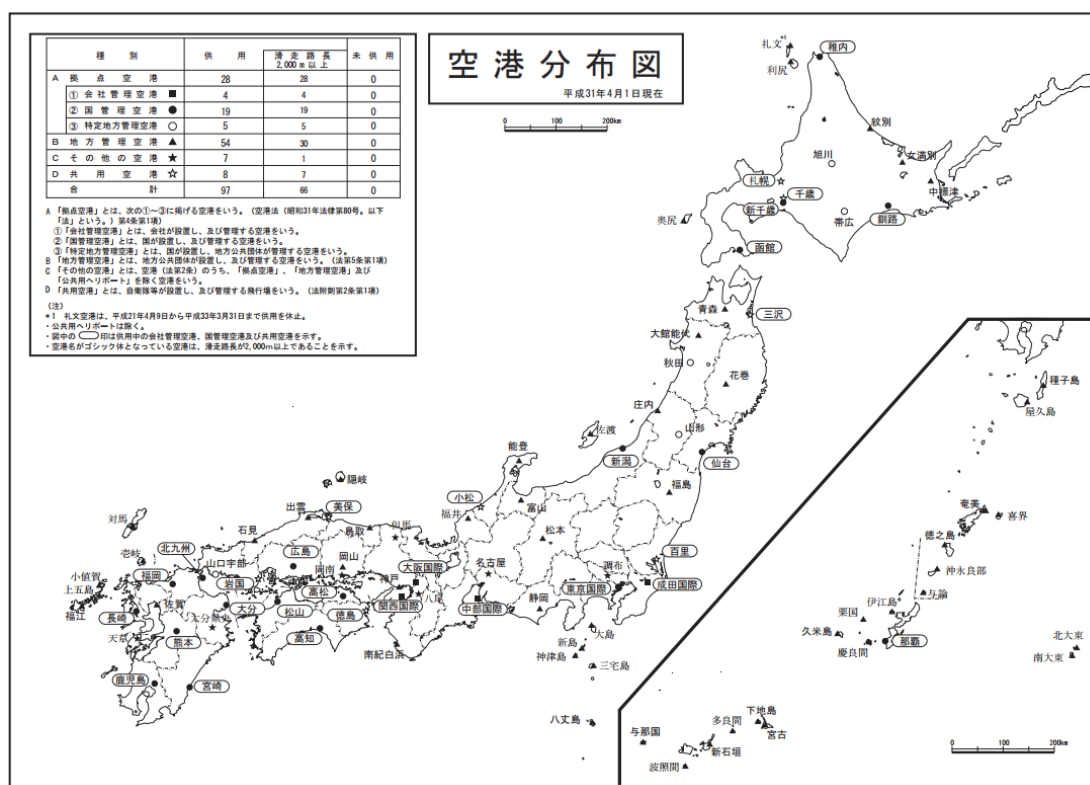 空港分布図
平成31年4月1日現在
0 100 200km
種別 供用 滑走路長2,000m以上 未供用
A 拠点空港 28 28 0
①会社管理空港 ■ 4 4 0
②国管理空港 ● 19 19 0
③特定地方管理空港 ○ 5 5 0
B 地方管理空港 ▲ 54 30 0
C その他の空港 ★ 7 1 0
D 共用空港 ☆ 8 7 0
合計 97 66 0
A 「拠点空港」とは、次の①~③に掲げる空港をいう。(空港法(昭和31年法律第80号。以下
「法」という。)第4条第1項)
①「会社管理空港」とは、会社が設置し、及び管理する空港をいう。
②「国管理空港」とは、国が設置し、及び管理する空港をいう。
③「特定地方管理空港」とは、国が設置し、地方公共団体が管理する空港をいう。
B 「地方管理空港」とは、地方公共団体が設置し、及び管理する空港をいう。(法第5条第1項)
C 「その他の空港」とは、空港(法第2条)のうち、「拠点空港」、「地方管理空港」及び
「公共用ヘリポート」を除く空港をいう。
D 「共用空港」とは、自衛隊等が設置し、及び管理する飛行場をいう。(法附則第2条第1項)
(注)
*1 礼文空港は、平成21年4月9日から平成33年3月31日まで供用を休止。
・公共用ヘリポートは除く。
・図中の 印は供用中の会社管理空港、国管理空港及び共用空港を示す。
・空港名がゴシック体となっている空港は、滑走路長が2,000m以上であることを示す。
礼文*1
稚内
利尻
紋別
旭川
女満別
札幌
中標津
千歳
新千歳
釧路
奥尻
帯広
函館
青森
三沢
大館能代
秋田
花巻
庄内
佐渡
山形
新潟
仙台
能登
福島
隠岐
小松
富山
出雲
美保
福井
対馬
石見
鳥取
但馬
松本
百里
北九州
広島
壱岐
山口宇部
岡山
大阪国際
名古屋
調布
小値賀
福岡
岡南
神戸
成田国際
上五島
岩国
高松
八尾
東京国際
佐賀
関西国際
中部国際
静岡
福江
長崎
大分
松山
徳島
大分県央
大島
天草
熊本
高知
新島
南紀白浜
神津島
三宅島
鹿児島
宮崎
八丈島
種子島
屋久島
奄美
喜界
徳之島
沖永良部
与論
伊江島
粟国
久米島
慶良間
那覇
北大東
南大東
下地島
多良間
宮古
与那国
新石垣
波照間
0 100 200km